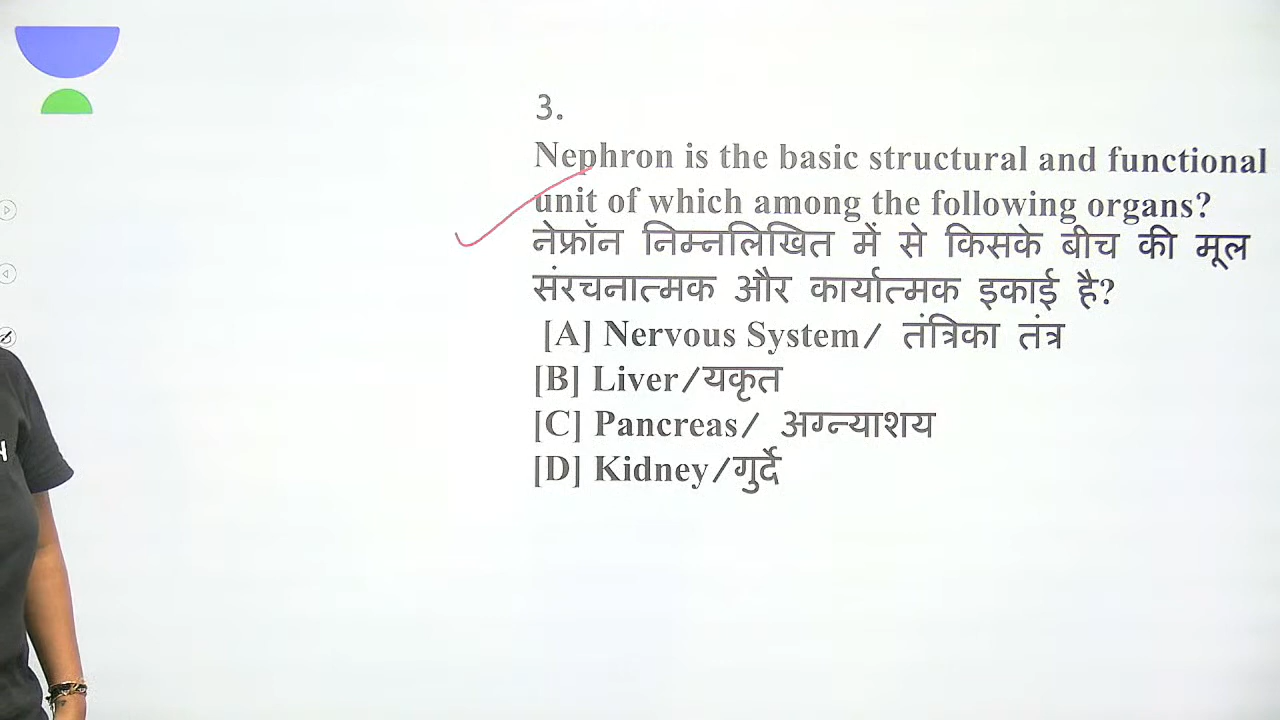 3.
Nephron is the basic structural and functional
unit of which among the following organs?
नेफ्रॉन निम्नलिखित में से किसके बीच की मूल
संरचनात्मक और कार्यात्मक इकाई है?
[A] Nervous System/ तंत्रिका तंत्र
[B] Liver/यकृत
[C] Pancreas/ अग्न्याशय
[D] Kidney/गुर्दे